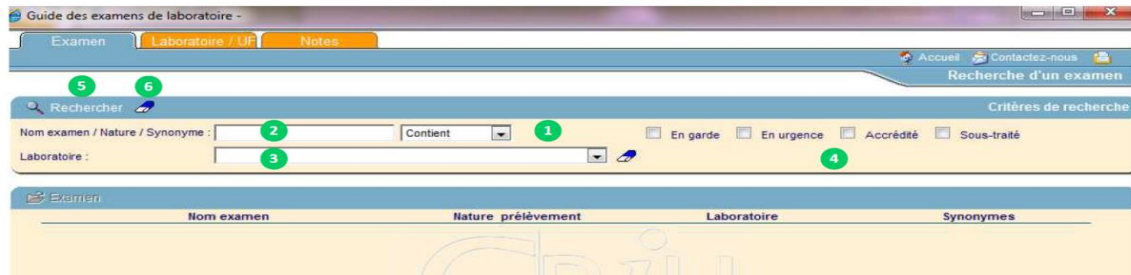 Guide des examens de laboratoire -
Examen Laboratoire / UF Notes
Accueil Contactez-nous
Recherche d'un examen
5 6
Rechercher Critères de recherche
Nom examen / Nature / Synonyme : 2 Contient 1 En garde En urgence Accrédité Sous-traité
Laboratoire : 3 4
Examen
Nom examen Nature prélèvement Laboratoire Synonymes